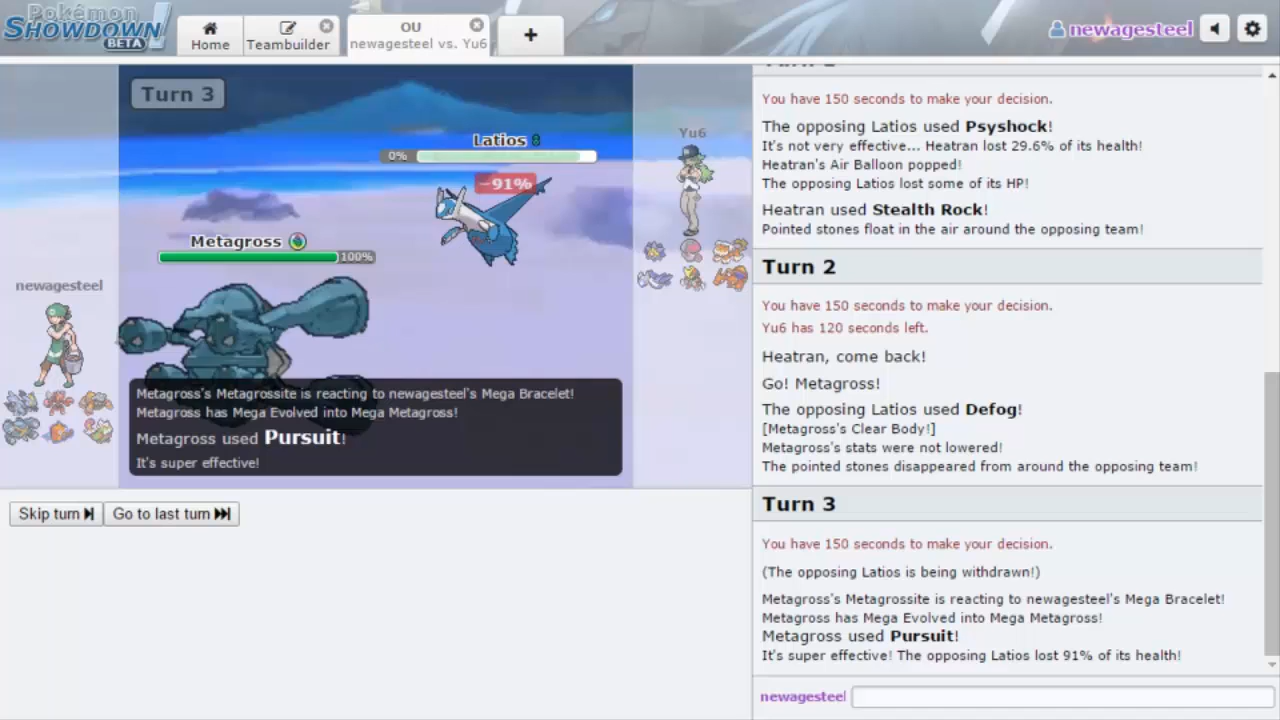 Pokémon
SHOWDOWN!
BETA
Home
Teambuilder
OU
newagesteel vs. Yu6
+
newagesteel
Turn 3
Latios
0%
−91%
Metagross
100%
newagesteel
Yu6
Metagross's Metagrossite is reacting to newagesteel's Mega Bracelet!
Metagross has Mega Evolved into Mega Metagross!
Metagross used Pursuit!
It's super effective!
Skip turn
Go to last turn
You have 150 seconds to make your decision.
The opposing Latios used Psyshock!
It's not very effective... Heatran lost 29.6% of its health!
Heatran's Air Balloon popped!
The opposing Latios lost some of its HP!
Heatran used Stealth Rock!
Pointed stones float in the air around the opposing team!
Turn 2
You have 150 seconds to make your decision.
Yu6 has 120 seconds left.
Heatran, come back!
Go! Metagross!
The opposing Latios used Defog!
[Metagross's Clear Body!]
Metagross's stats were not lowered!
The pointed stones disappeared from around the opposing team!
Turn 3
You have 150 seconds to make your decision.
(The opposing Latios is being withdrawn!)
Metagross's Metagrossite is reacting to newagesteel's Mega Bracelet!
Metagross has Mega Evolved into Mega Metagross!
Metagross used Pursuit!
It's super effective! The opposing Latios lost 91% of its health!
newagesteel